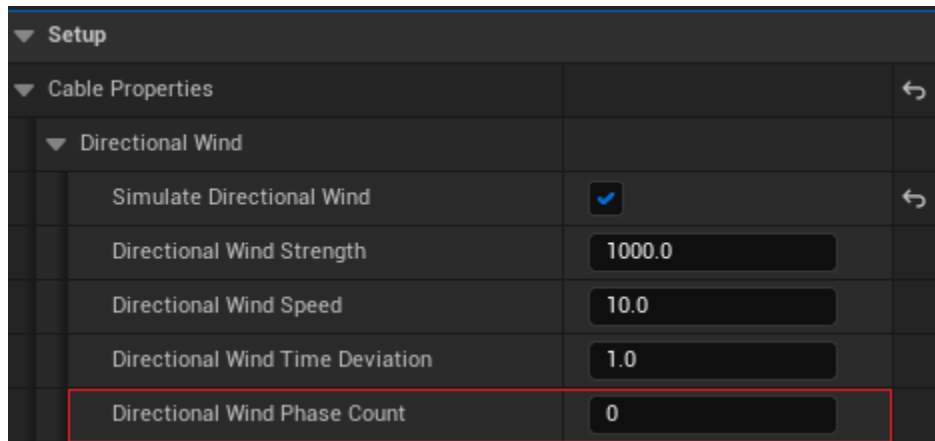 Setup
Cable Properties
Directional Wind
Simulate Directional Wind
Directional Wind Strength 1000.0
Directional Wind Speed 10.0
Directional Wind Time Deviation 1.0
Directional Wind Phase Count 0